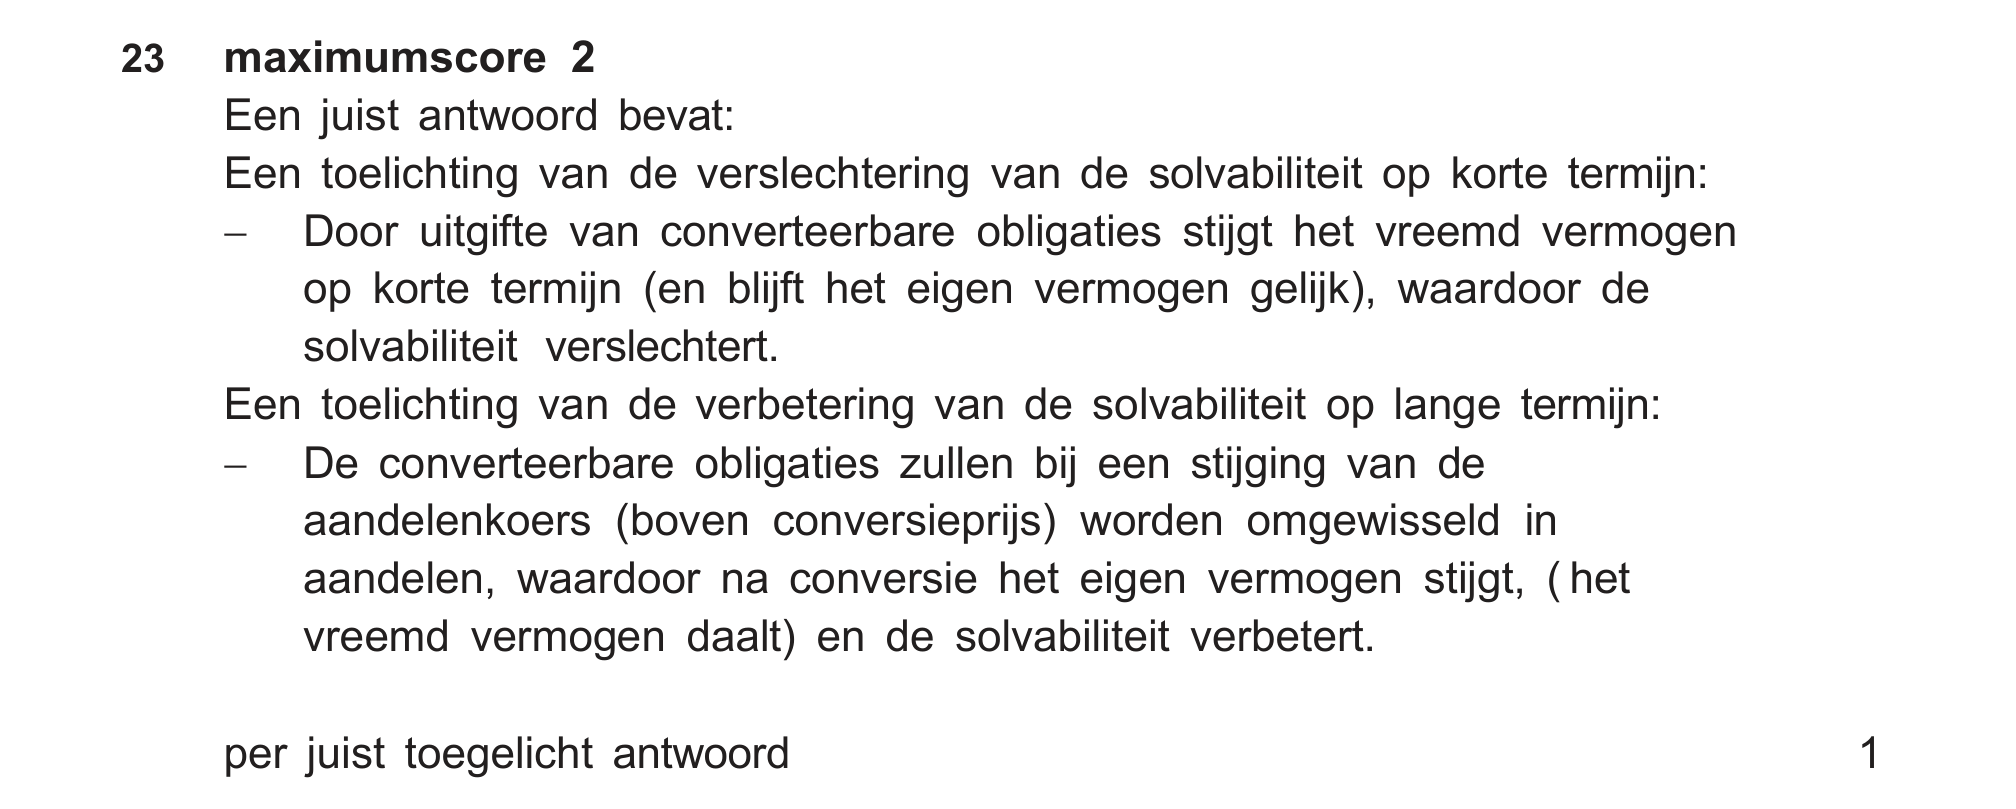 23 maximumscore 2
Een juist antwoord bevat:
Een toelichting van de verslechtering van de solvabiliteit op korte termijn:
− Door uitgifte van converteerbare obligaties stijgt het vreemd vermogen
op korte termijn (en blijft het eigen vermogen gelijk), waardoor de
solvabiliteit verslechtert.
Een toelichting van de verbetering van de solvabiliteit op lange termijn:
− De converteerbare obligaties zullen bij een stijging van de
aandelenkoers (boven conversieprijs) worden omgewisseld in
aandelen, waardoor na conversie het eigen vermogen stijgt, ( het
vreemd vermogen daalt) en de solvabiliteit verbetert.
per juist toegelicht antwoord 1